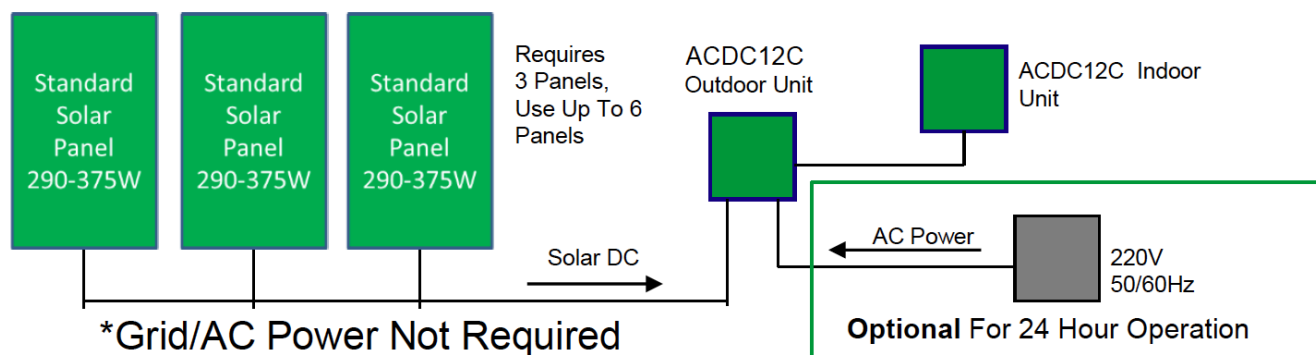 Standard
Solar
Panel
290-375W
Standard
Solar
Panel
290-375W
Standard
Solar
Panel
290-375W
Requires
3 Panels,
Use Up To 6
Panels
ACDC12C
Outdoor Unit
ACDC12C Indoor
Unit
Solar DC
AC Power
220V
50/60Hz
*Grid/AC Power Not Required
Optional For 24 Hour Operation